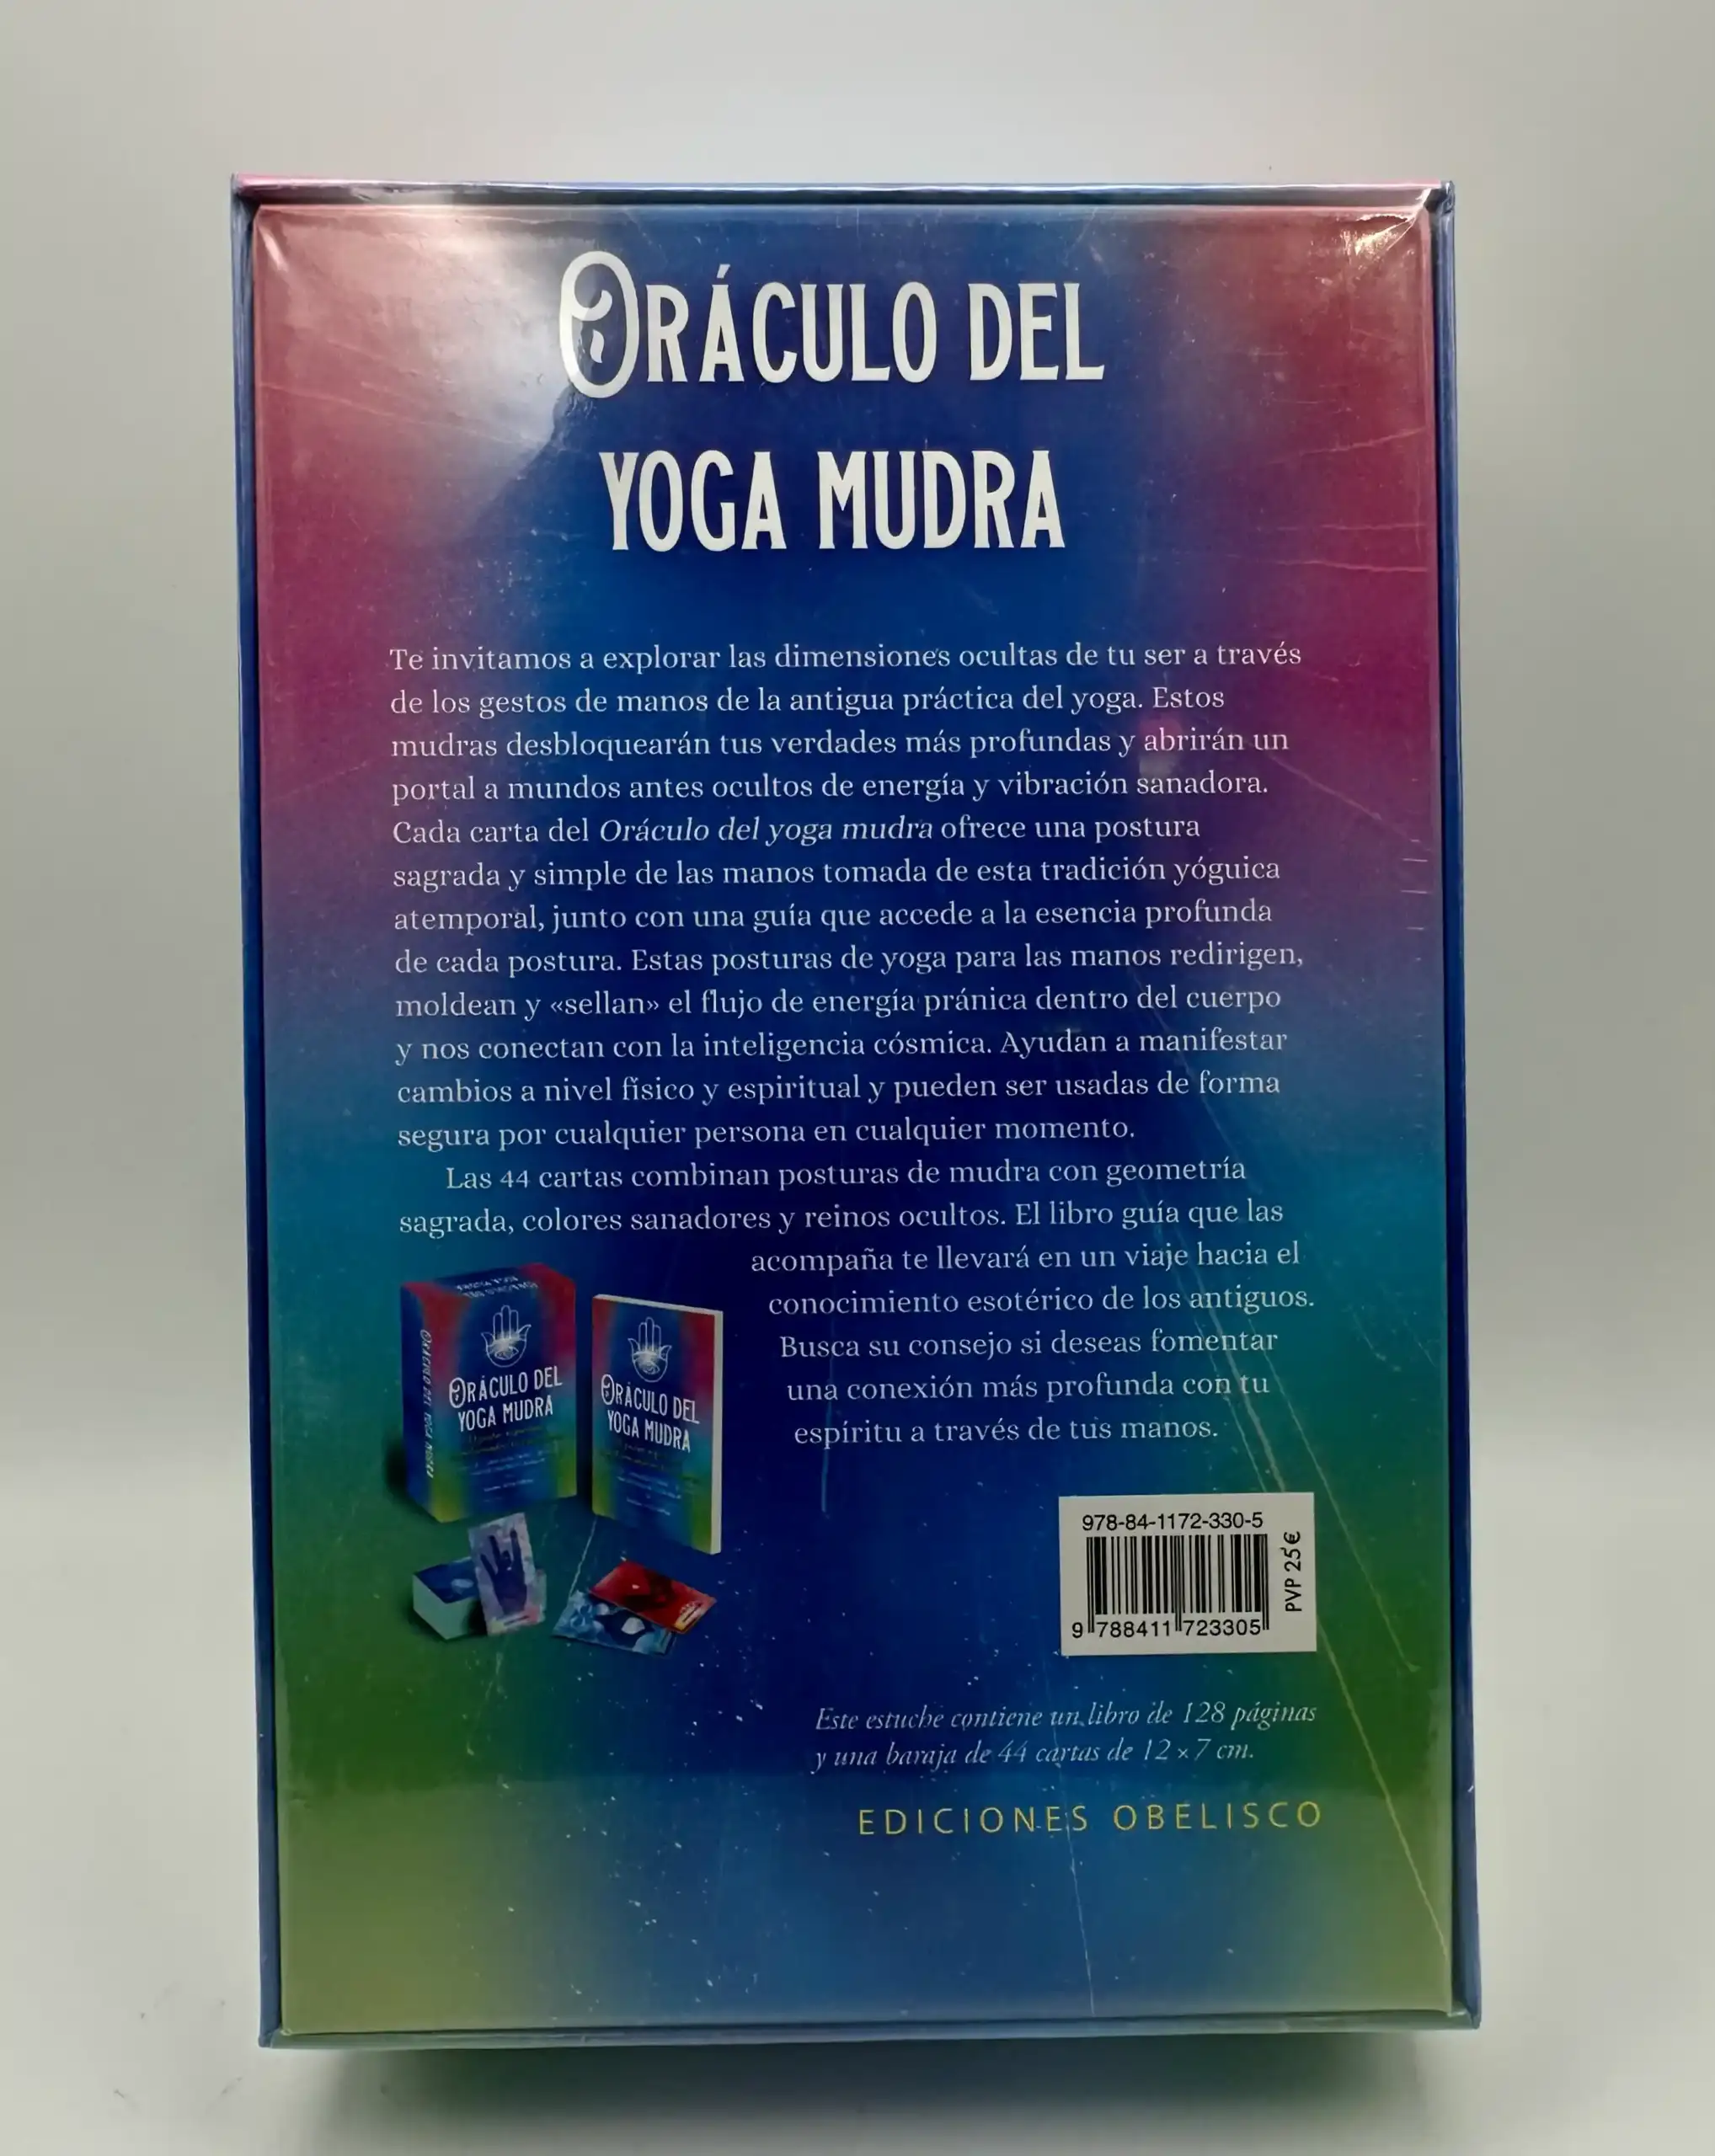 ORÁCULO DEL
YOGA MUDRA
Te invitamos a explorar las dimensiones ocultas de tu ser a través
de los gestos de manos de la antigua práctica del yoga. Estos
mudras desbloquearán tus verdades más profundas y abrirán un
portal a mundos antes ocultos de energía y vibración sanadora.
Cada carta del Oráculo del yoga mudra ofrece una postura
sagrada y simple de las manos tomada de esta tradición yóguica
atemporal, junto con una guía que accede a la esencia profunda
de cada postura. Estas posturas de yoga para las manos redirigen,
moldean y «sellan» el flujo de energía pránica dentro del cuerpo
y nos conectan con la inteligencia cósmica. Ayudan a manifestar
cambios a nivel físico y espiritual y pueden ser usadas de forma
segura por cualquier persona en cualquier momento.
Las 44 cartas combinan posturas de mudra con geometría
sagrada, colores sanadores y reinos ocultos. El libro guía que las
acompaña te llevará en un viaje hacia el
conocimiento esotérico de los antiguos.
Busca su consejo si deseas fomentar
una conexión más profunda con tu
espíritu a través de tus manos.
ORÁCULO DEL YOGA MUDRA
ORÁCULO DEL
YOGA MUDRA
ORÁCULO DEL
YOGA MUDRA
978-84-1172-330-5
PVP 25€
9 788411 723305
Este estuche contiene un libro de 128 páginas
y una baraja de 44 cartas de 12 × 7 cm.
EDICIONES OBELISCO